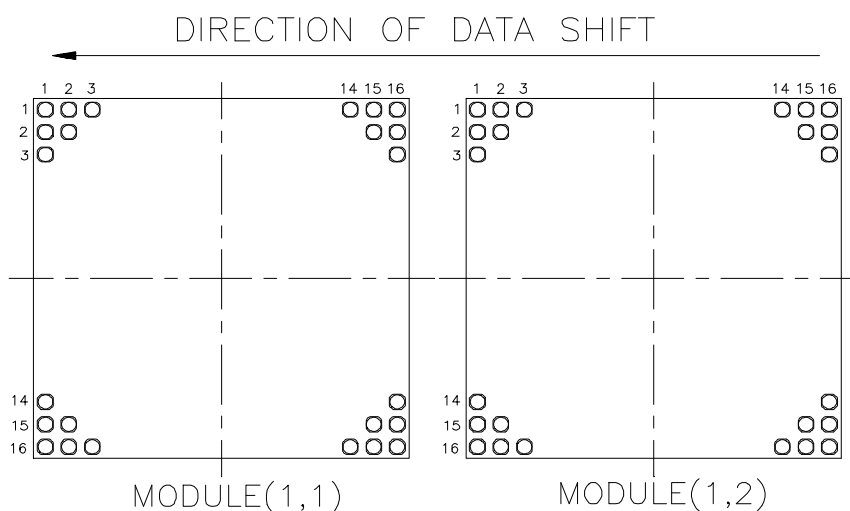 DIRECTION OF DATA SHIFT
1 2 3 14 15 16 1 2 3 14 15 16
1 1
2 2
3 3
14 14
15 15
16 16
MODULE(1,1) MODULE(1,2)